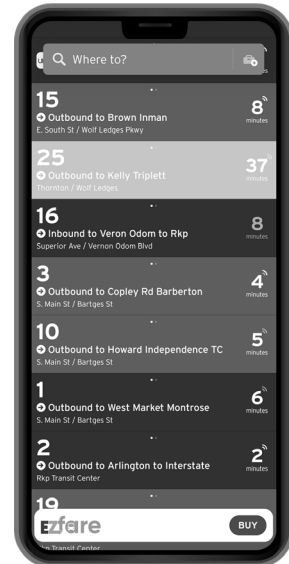 Where to?
minutes
15
Outbound to Brown Inman
E. South St / Wolf Ledges Pkwy
8
minutes
25
Outbound to Kelly Triplett
Thornton / Wolf Ledges
37
minutes
16
Inbound to Veron Odom to Rkp
Superior Ave / Vernon Odom Blvd
8
minutes
3
Outbound to Copley Rd Barberton
S. Main St / Bartges St
4
minutes
10
Outbound to Howard Independence TC
S. Main St / Bartges St
5
minutes
1
Outbound to West Market Montrose
S. Main St / Bartges St
6
minutes
2
Outbound to Arlington to Interstate
Rkp Transit Center
2
minutes
19
EZfare
BUY
Rkp Transit Center